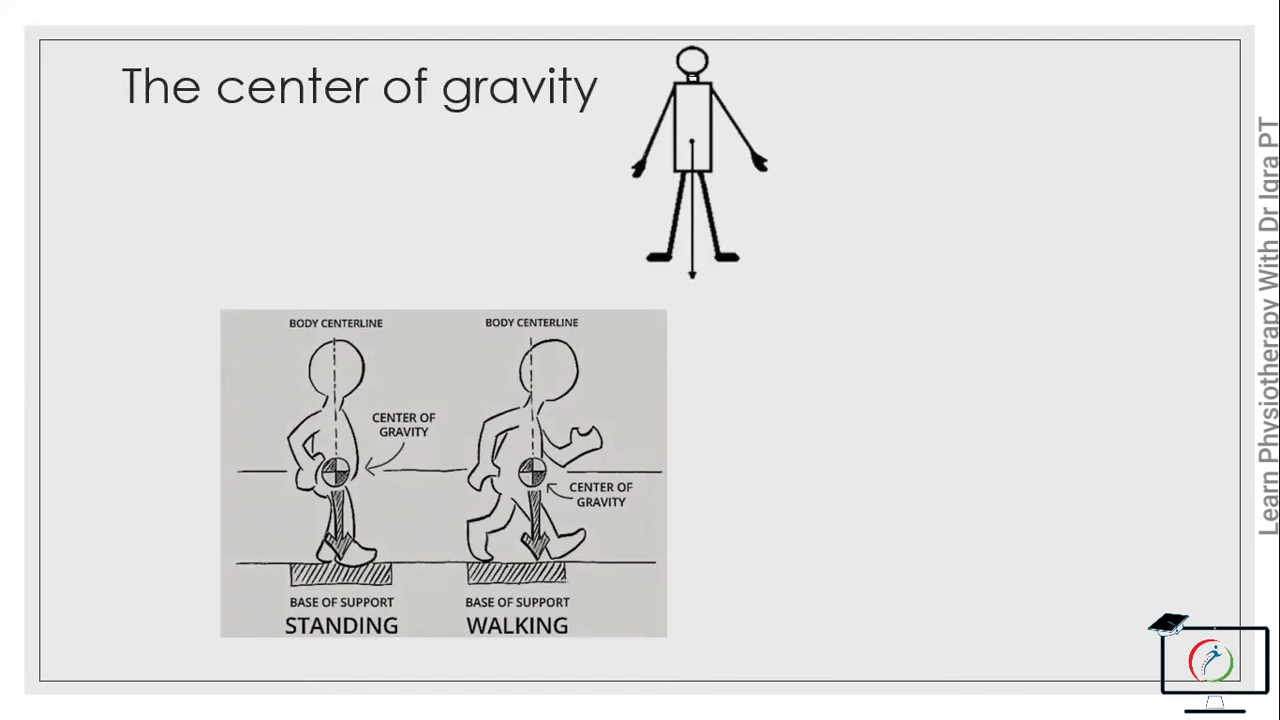 The center of gravity
BODY CENTERLINE
BODY CENTERLINE
CENTER OF
GRAVITY
CENTER OF
GRAVITY
BASE OF SUPPORT
STANDING
BASE OF SUPPORT
WALKING
Learn Physiotherapy With Dr Iqra PT